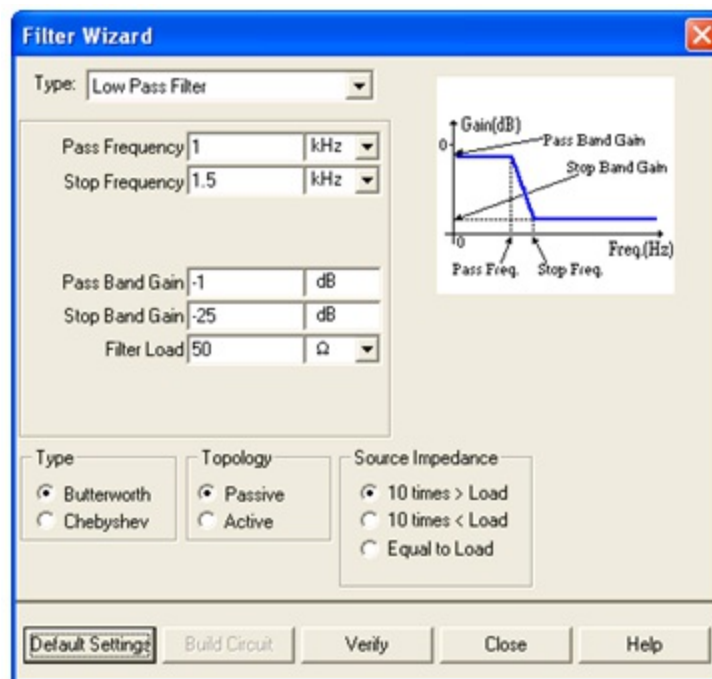 Filter Wizard
Type: Low Pass Filter
Pass Frequency 1 kHz
Stop Frequency 1.5 kHz
Pass Band Gain -1 dB
Stop Band Gain -25 dB
Filter Load 50 Ω
Gain(dB)
0
Pass Band Gain
Stop Band Gain
0
Freq.(Hz)
Pass Freq. Stop Freq.
Type
Butterworth
Chebyshev
Topology
Passive
Active
Source Impedance
10 times > Load
10 times < Load
Equal to Load
Default Settings Build Circuit Verify Close Help